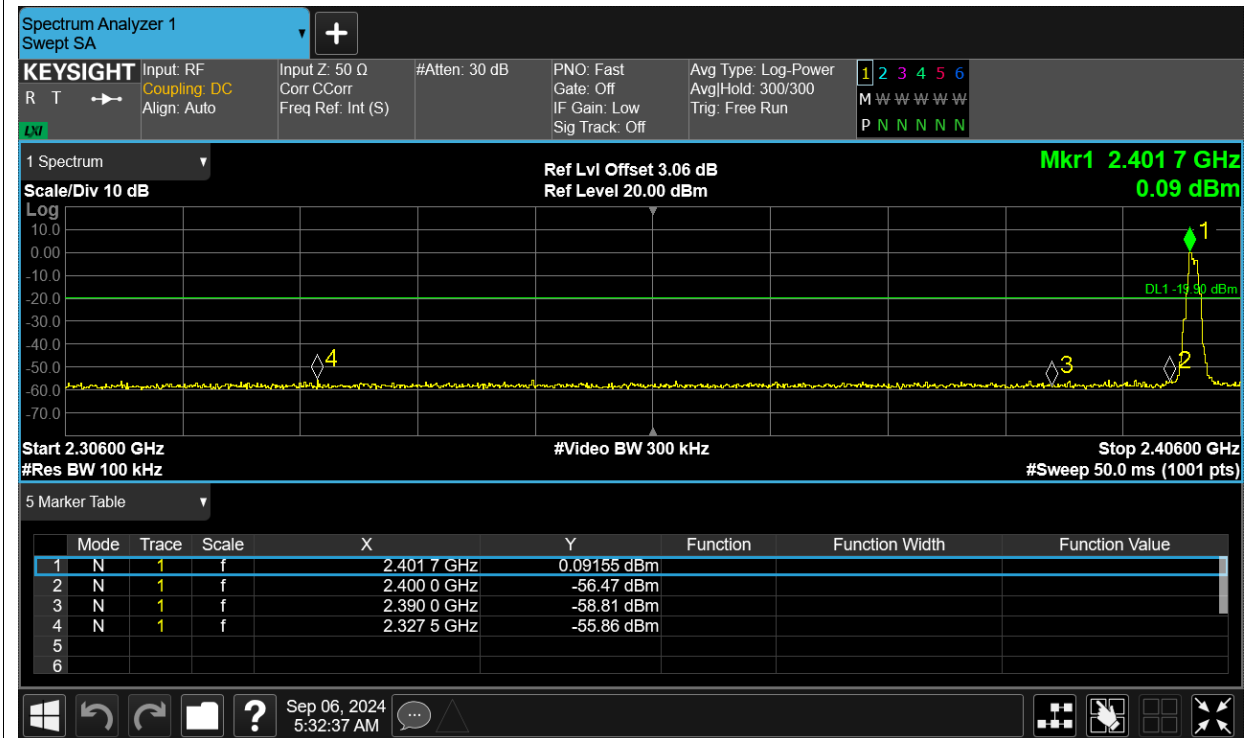 Spectrum Analyzer 1
Swept SA
+
KEYSIGHT Input: RF Input Z: 50 Ω #Atten: 30 dB PNO: Fast Avg Type: Log-Power 1 2 3 4 5 6
R T Coupling: DC Corr CCorr Gate: Off Avg|Hold: 300/300 M W W W W W
Align: Auto Freq Ref: Int (S) IF Gain: Low Trig: Free Run
LXI Sig Track: Off P N N N N N
1 Spectrum Ref Lvl Offset 3.06 dB Mkr1 2.401 7 GHz
Scale/Div 10 dB Ref Level 20.00 dBm 0.09 dBm
Log
10.0 1
0.00
-10.0
-20.0 DL1 -19.90 dBm
-30.0
-40.0 4 3 2
-50.0
-60.0
-70.0
Start 2.30600 GHz #Video BW 300 kHz Stop 2.40600 GHz
#Res BW 100 kHz #Sweep 50.0 ms (1001 pts)
5 Marker Table
Mode Trace Scale X Y Function Function Width Function Value
1 N 1 f 2.401 7 GHz 0.09155 dBm
2 N 1 f 2.400 0 GHz -56.47 dBm
3 N 1 f 2.390 0 GHz -58.81 dBm
4 N 1 f 2.327 5 GHz -55.86 dBm
5
6
? Sep 06, 2024
5:32:37 AM